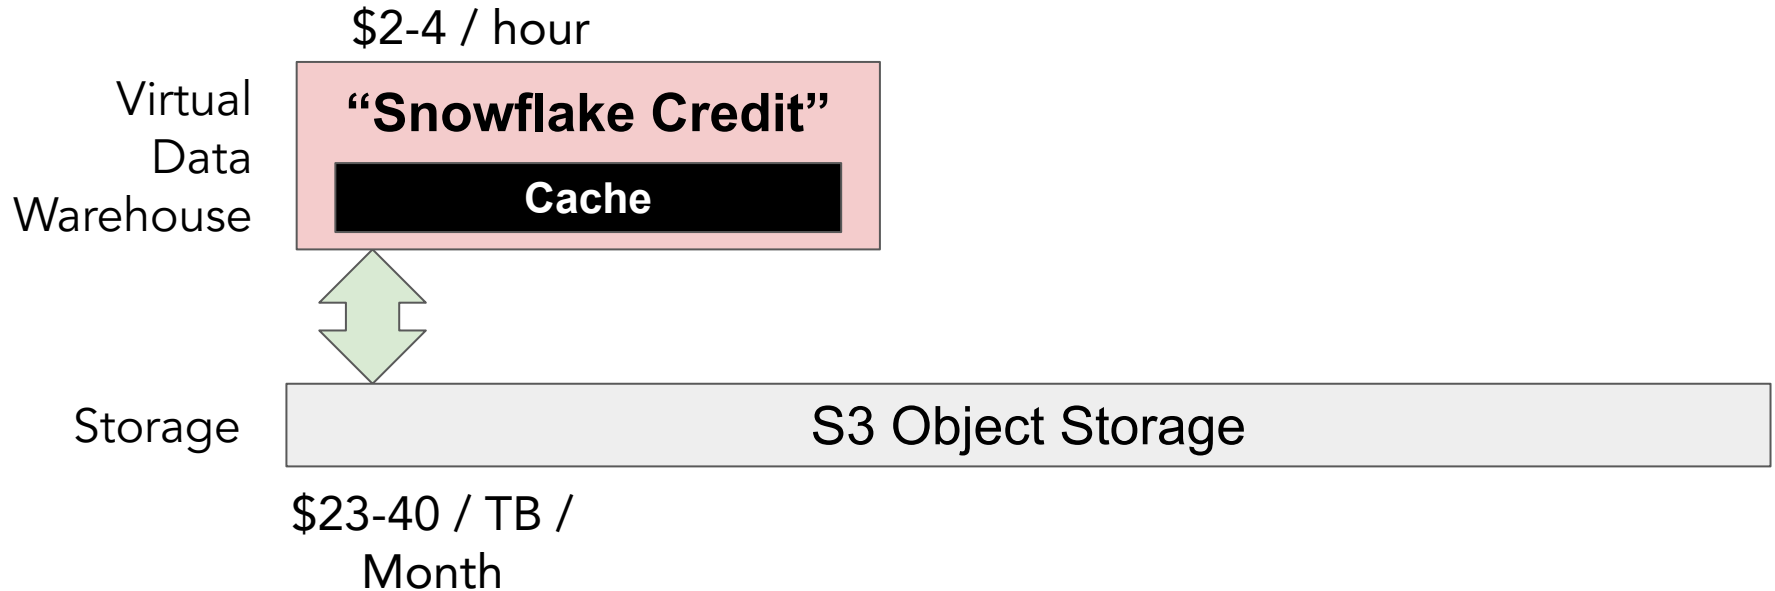 $2-4 / hour
Virtual
Data
Warehouse
“Snowflake Credit”
Cache
Storage
S3 Object Storage
$23-40 / TB /
Month